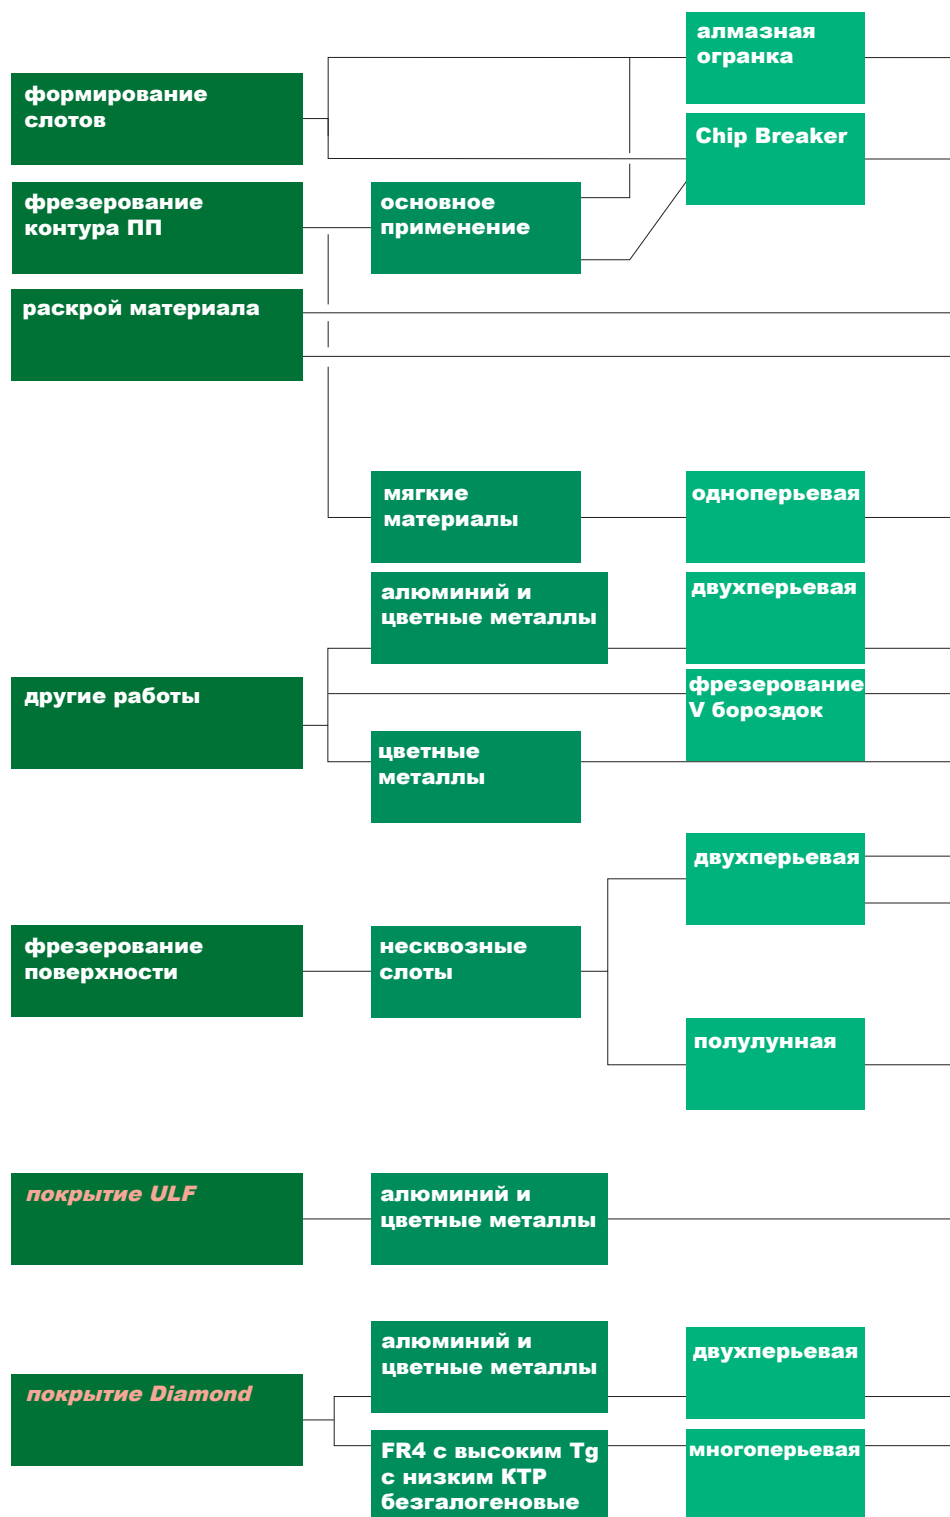 алмазная
огранка
формирование
слотов
Chip Breaker
фрезерование
контура ПП
основное
применение
раскрой материала
мягкие
материалы
одноперьевая
алюминий и
цветные металлы
двухперьевая
другие работы
фрезерование
V бороздок
цветные
металлы
двухперьевая
фрезерование
поверхности
несквозные
слоты
полулунная
покрытие ULF
алюминий и
цветные металлы
алюминий и
цветные металлы
двухперьевая
покрытие Diamond
FR4 с высоким Tg
с низким КТР
безгалогеновые
многоперьевая